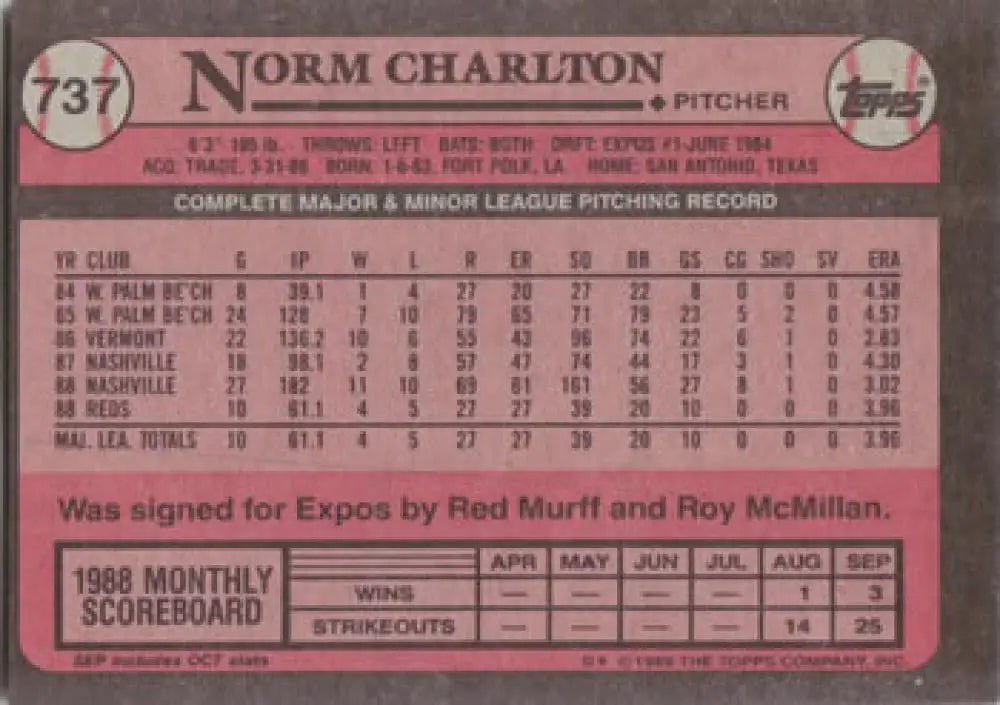 737
NORM CHARLTON
PITCHER
TOPPS
6'3" 195 lb. THROWS: LEFT BATS: BOTH DRFT: EXPOS #1-JUNE 1984
ACQ: TRADE, 3-31-86 BORN: 1-6-63, FORT POLK, LA HOME: SAN ANTONIO, TEXAS
COMPLETE MAJOR & MINOR LEAGUE PITCHING RECORD
YR CLUB G IP W L R ER SO BB GS CG SHO SV ERA
84 W. PALM BE'CH 8 39.1 1 4 27 20 27 22 8 0 0 0 4.58
85 W. PALM BE'CH 24 128 7 10 79 65 71 79 23 5 2 0 4.57
86 VERMONT 22 136.2 10 6 55 43 96 74 22 6 1 0 2.83
87 NASHVILLE 18 98.1 2 8 57 47 74 44 17 3 1 0 4.30
88 NASHVILLE 27 182 11 10 69 61 161 56 27 8 1 0 3.02
88 REDS 10 61.1 4 5 27 27 39 20 10 0 0 0 3.96
MAJ. LEA. TOTALS 10 61.1 4 5 27 27 39 20 10 0 0 0 3.96
Was signed for Expos by Red Murff and Roy McMillan.
1988 MONTHLY SCOREBOARD
APR MAY JUN JUL AUG SEP
WINS — — — — 1 3
STRIKEOUTS — — — — 14 25
SEP includes OCT stats
© 1989 THE TOPPS COMPANY, INC.